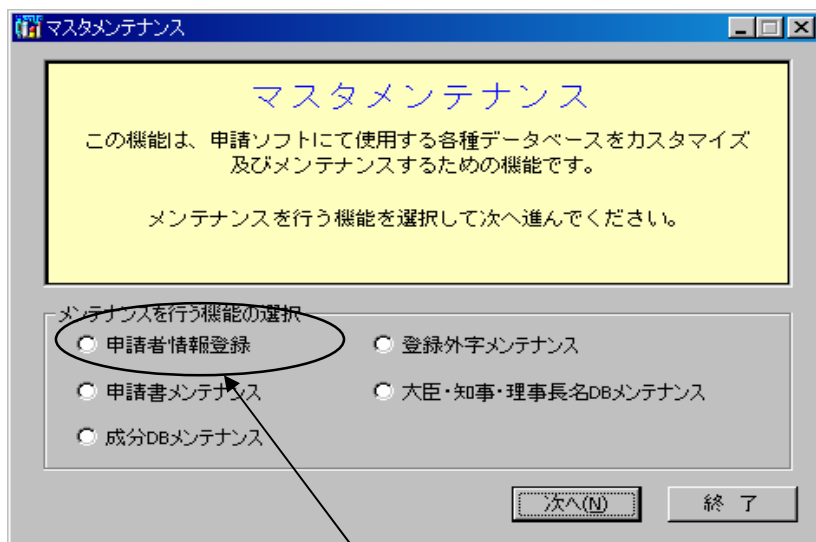 マスタメンテナンス
マスタメンテナンス
この機能は、申請ソフトにて使用する各種データベースをカスタマイズ
及びメンテナンスするための機能です。
メンテナンスを行う機能を選択して次へ進んでください。
メンテナンスを行う機能の選択
申請者情報登録
登録外字メンテナンス
申請書メンテナンス
大臣・知事・理事長名DBメンテナンス
成分DBメンテナンス
次へ(N)
終 了